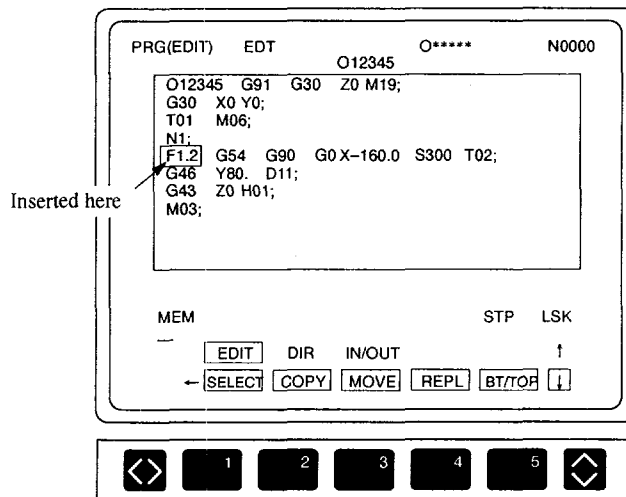 PRG(EDIT) EDT O***** N0000
O12345
O12345 G91 G30 Z0 M19;
G30 X0 Y0;
T01 M06;
N1;
F1.2 G54 G90 G0 X–160.0 S300 T02;
G46 Y80. D11;
G43 Z0 H01;
M03;
Inserted here
MEM STP LSK
EDIT DIR IN/OUT ↑
← SELECT COPY MOVE REPL BT/TOP ↓
1 2 3 4 5